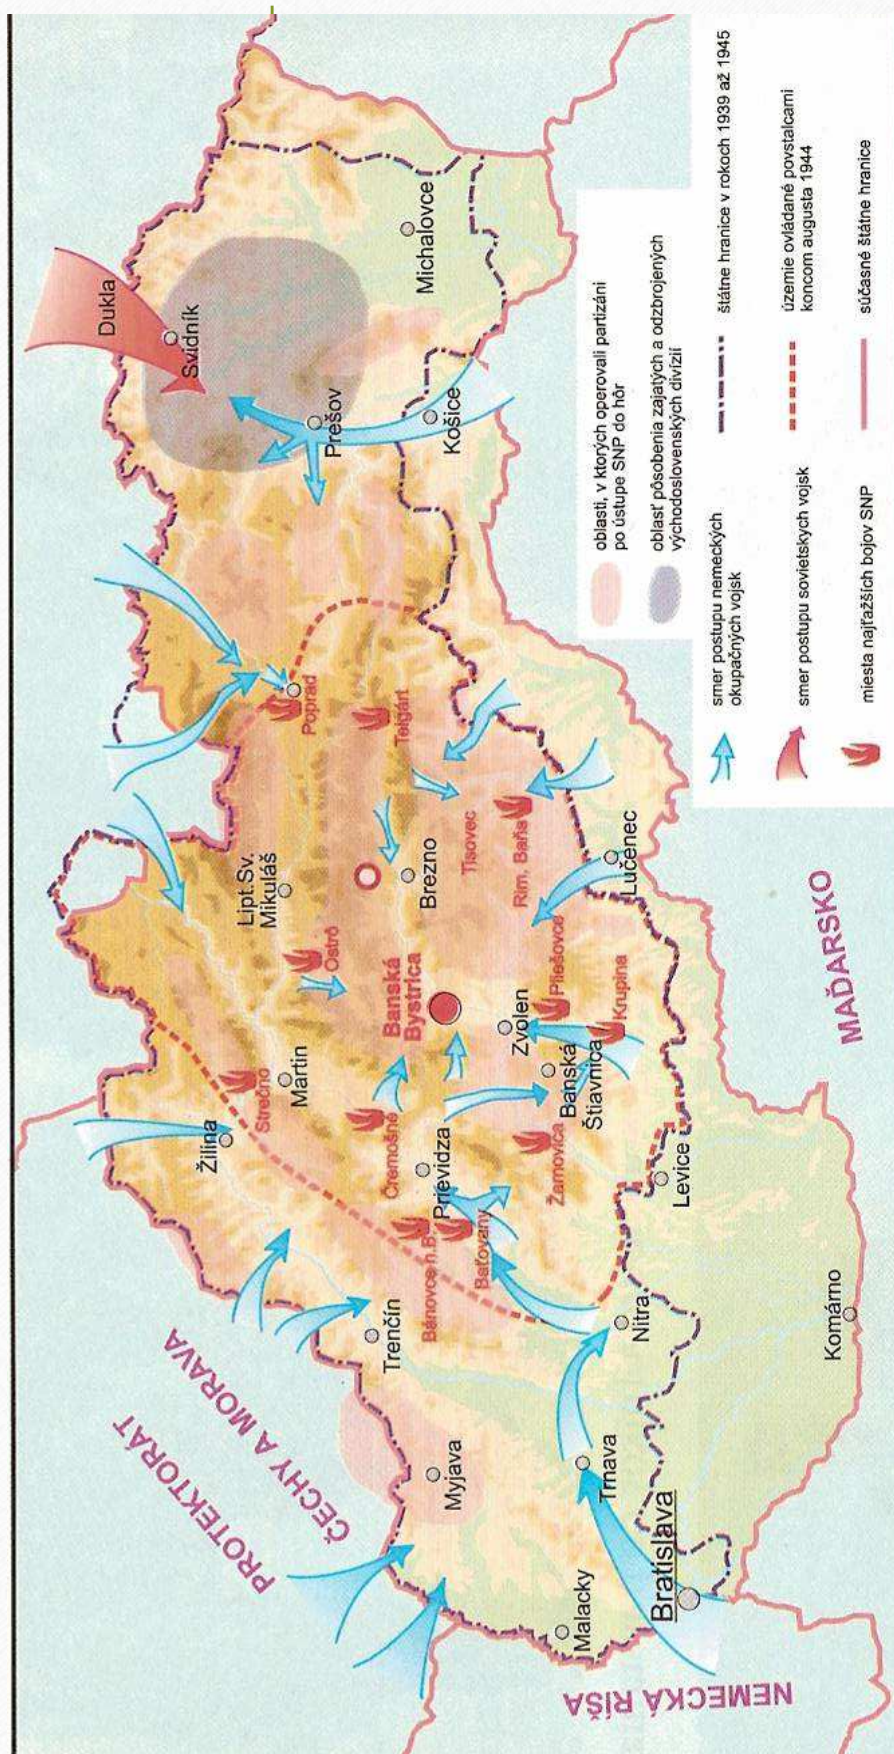 PROTEKTORÁT
ČECHY A MORAVA
NEMECKÁ RÍŠA
MAĎARSKO
Dukla
Svidník
Michalovce
Prešov
Košice
Poprad
Telgárt
Lipt.Sv.
Mikuláš
Ostrô
Brezno
Tisovec
Rim. Baňa
Lučenec
Banská
Bystrica
Zvolen
Pliešovce
Krupina
Banská
Štiavnica
Žilina
Strečno
Martin
Čremošné
Prievidza
Žarnovica
Levice
Bánovce n.B.
Baťovany
Trenčín
Nitra
Komárno
Myjava
Trnava
Malacky
Bratislava
oblasti, v ktorých operovali partizáni
po ústupe SNP do hôr
oblasť pôsobenia zajatých a odzbrojených
východoslovenských divízií
smer postupu nemeckých
okupačných vojsk
štátne hranice v rokoch 1939 až 1945
smer postupu sovietskych vojsk
územie ovládané povstalcami
koncom augusta 1944
miesta najťažších bojov SNP
súčasné štátne hranice